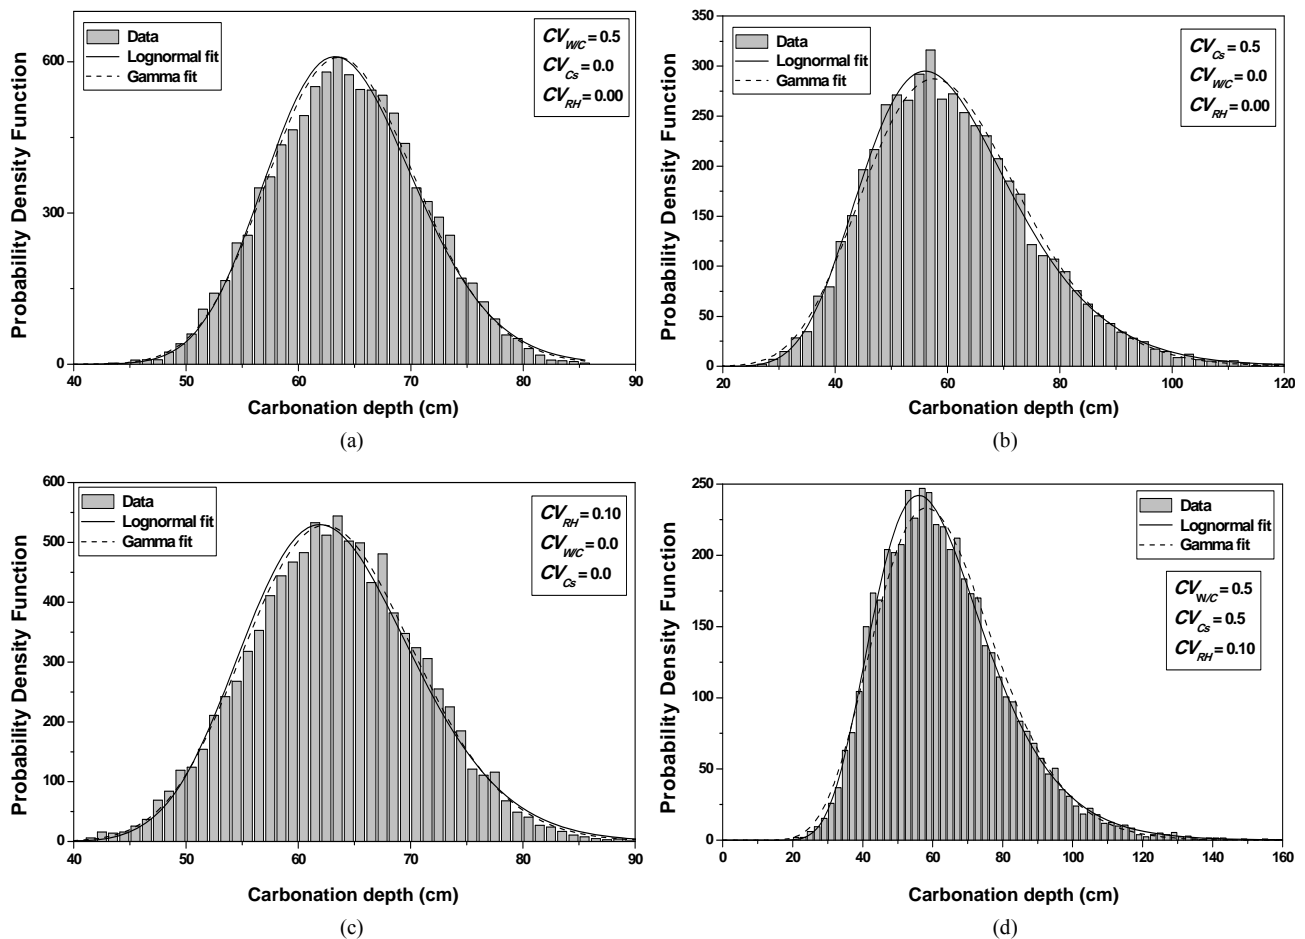 Probability Density Function
600
300
0
40 50 60 70 80 90
Carbonation depth (cm)
Data
Lognormal fit
Gamma fit
CV_W/C = 0.5
CV_Cs = 0.0
CV_RH = 0.00
(a)
Probability Density Function
350
300
250
200
150
100
50
0
20 40 60 80 100 120
Carbonation depth (cm)
Data
Lognormal fit
Gamma fit
CV_Cs = 0.5
CV_W/C = 0.0
CV_RH = 0.00
(b)
Probability Density Function
600
500
400
300
200
100
0
40 50 60 70 80 90
Carbonation depth (cm)
Data
Lognormal fit
Gamma fit
CV_RH = 0.10
CV_W/C = 0.0
CV_Cs = 0.0
(c)
Probability Density Function
250
200
150
100
50
0
0 20 40 60 80 100 120 140 160
Carbonation depth (cm)
Data
Lognormal fit
Gamma fit
CV_W/C = 0.5
CV_Cs = 0.5
CV_RH = 0.10
(d)